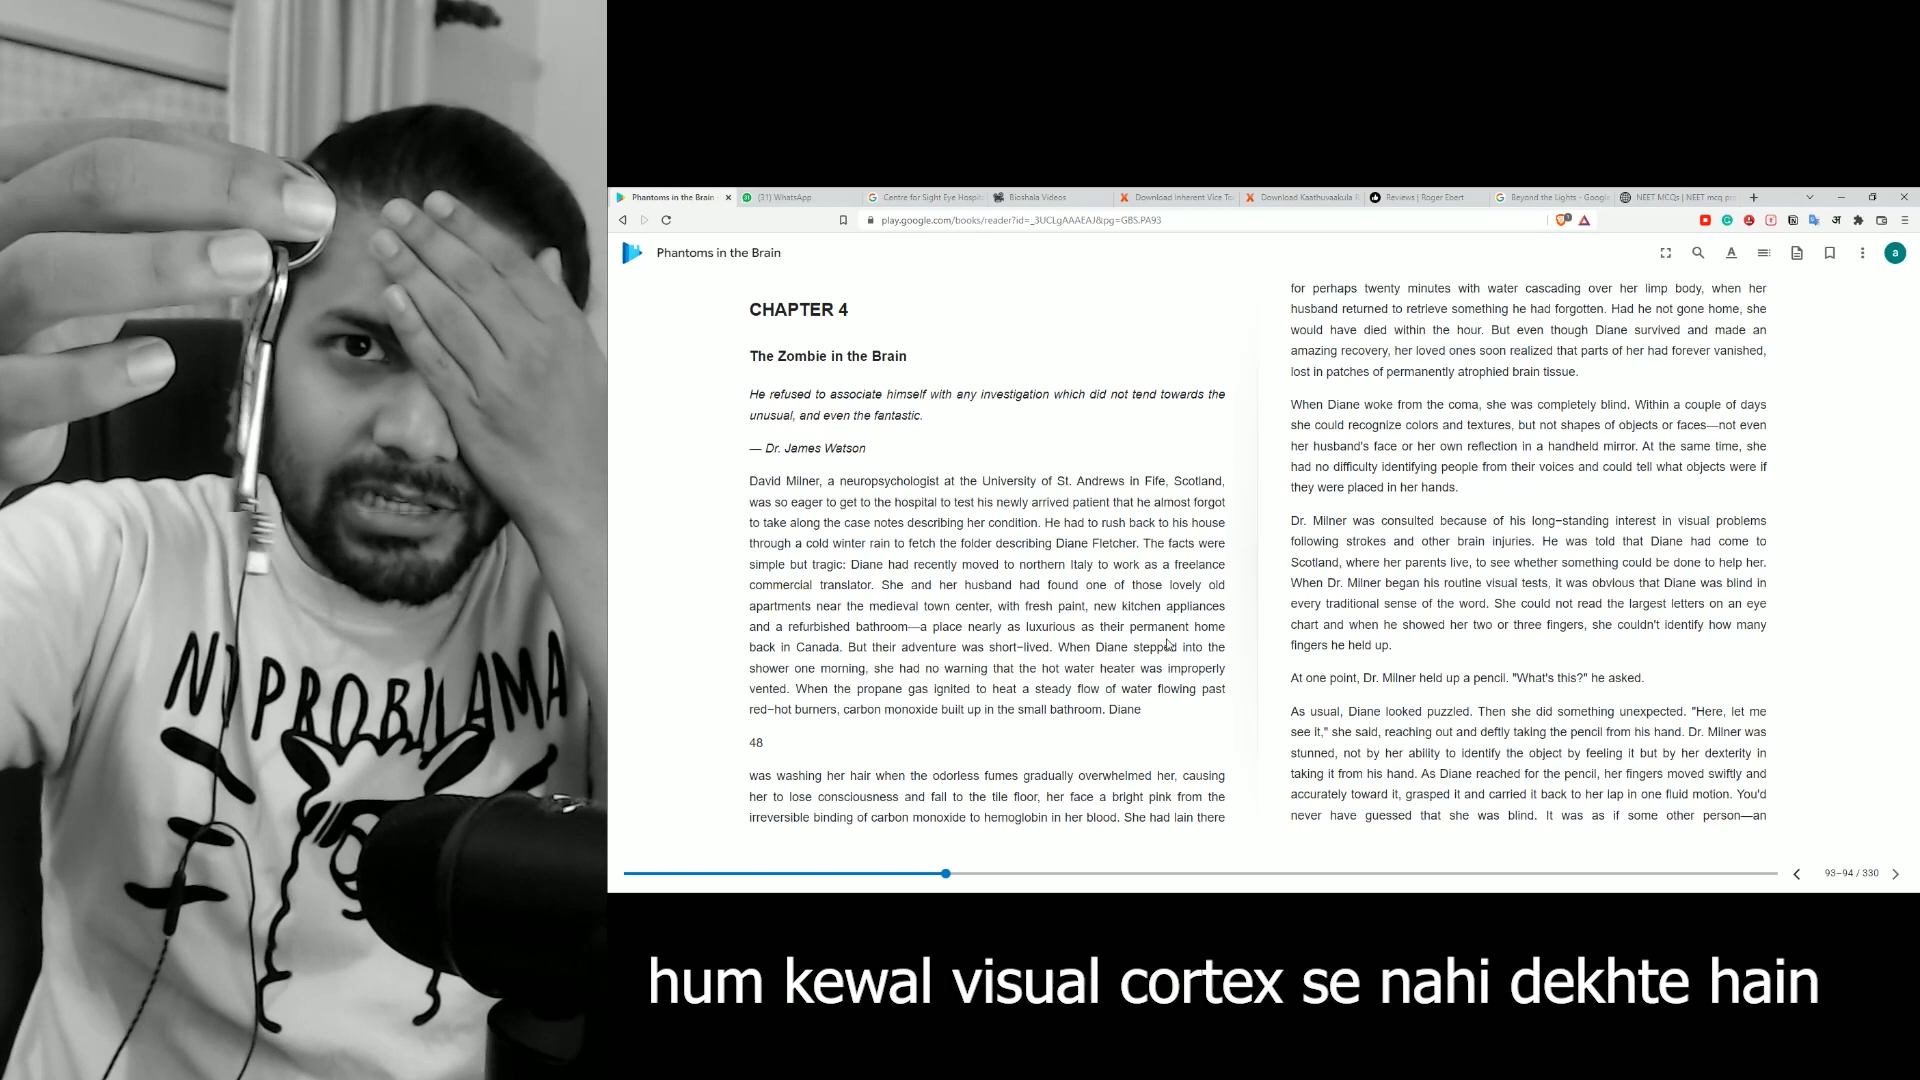 Phantoms in the Brain
(31) WhatsApp
Centre for Sight Eye Hospit
Bioshala Videos
Download Inherent Vice To
Download Kaathuvaakula R
Reviews | Roger Ebert
Beyond the Lights - Google
NEET MCQs | NEET mcq pr
play.google.com/books/reader?id=_3UCLgAAAEAJ&pg=GBS.PA93
Phantoms in the Brain
a
CHAPTER 4
The Zombie in the Brain
He refused to associate himself with any investigation which did not tend towards the
unusual, and even the fantastic.
— Dr. James Watson
David Milner, a neuropsychologist at the University of St. Andrews in Fife, Scotland,
was so eager to get to the hospital to test his newly arrived patient that he almost forgot
to take along the case notes describing her condition. He had to rush back to his house
through a cold winter rain to fetch the folder describing Diane Fletcher. The facts were
simple but tragic: Diane had recently moved to northern Italy to work as a freelance
commercial translator. She and her husband had found one of those lovely old
apartments near the medieval town center, with fresh paint, new kitchen appliances
and a refurbished bathroom—a place nearly as luxurious as their permanent home
back in Canada. But their adventure was short−lived. When Diane stepped into the
shower one morning, she had no warning that the hot water heater was improperly
vented. When the propane gas ignited to heat a steady flow of water flowing past
red−hot burners, carbon monoxide built up in the small bathroom. Diane
48
was washing her hair when the odorless fumes gradually overwhelmed her, causing
her to lose consciousness and fall to the tile floor, her face a bright pink from the
irreversible binding of carbon monoxide to hemoglobin in her blood. She had lain there
for perhaps twenty minutes with water cascading over her limp body, when her
husband returned to retrieve something he had forgotten. Had he not gone home, she
would have died within the hour. But even though Diane survived and made an
amazing recovery, her loved ones soon realized that parts of her had forever vanished,
lost in patches of permanently atrophied brain tissue.
When Diane woke from the coma, she was completely blind. Within a couple of days
she could recognize colors and textures, but not shapes of objects or faces—not even
her husband's face or her own reflection in a handheld mirror. At the same time, she
had no difficulty identifying people from their voices and could tell what objects were if
they were placed in her hands.
Dr. Milner was consulted because of his long−standing interest in visual problems
following strokes and other brain injuries. He was told that Diane had come to
Scotland, where her parents live, to see whether something could be done to help her.
When Dr. Milner began his routine visual tests, it was obvious that Diane was blind in
every traditional sense of the word. She could not read the largest letters on an eye
chart and when he showed her two or three fingers, she couldn't identify how many
fingers he held up.
At one point, Dr. Milner held up a pencil. "What's this?" he asked.
As usual, Diane looked puzzled. Then she did something unexpected. "Here, let me
see it," she said, reaching out and deftly taking the pencil from his hand. Dr. Milner was
stunned, not by her ability to identify the object by feeling it but by her dexterity in
taking it from his hand. As Diane reached for the pencil, her fingers moved swiftly and
accurately toward it, grasped it and carried it back to her lap in one fluid motion. You'd
never have guessed that she was blind. It was as if some other person—an
93−94 / 330
PROBLLAMA
hum kewal visual cortex se nahi dekhte hain